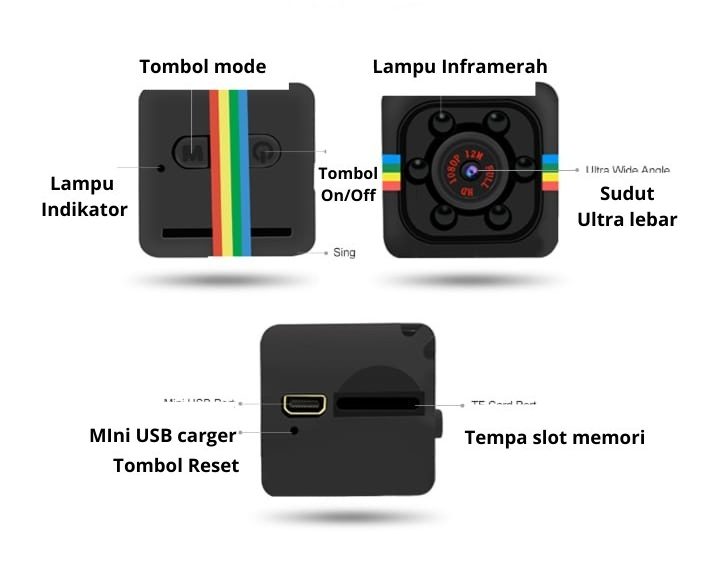 Tombol mode
Lampu Inframerah
M
Lampu
Indikator
Tombol
On/Off
1080P 12M
FULL HD
Ultra Wide Angle
Sudut
Ultra lebar
Sing
Mini USB Port
TF Card Port
MIni USB carger
Tombol Reset
Tempa slot memori